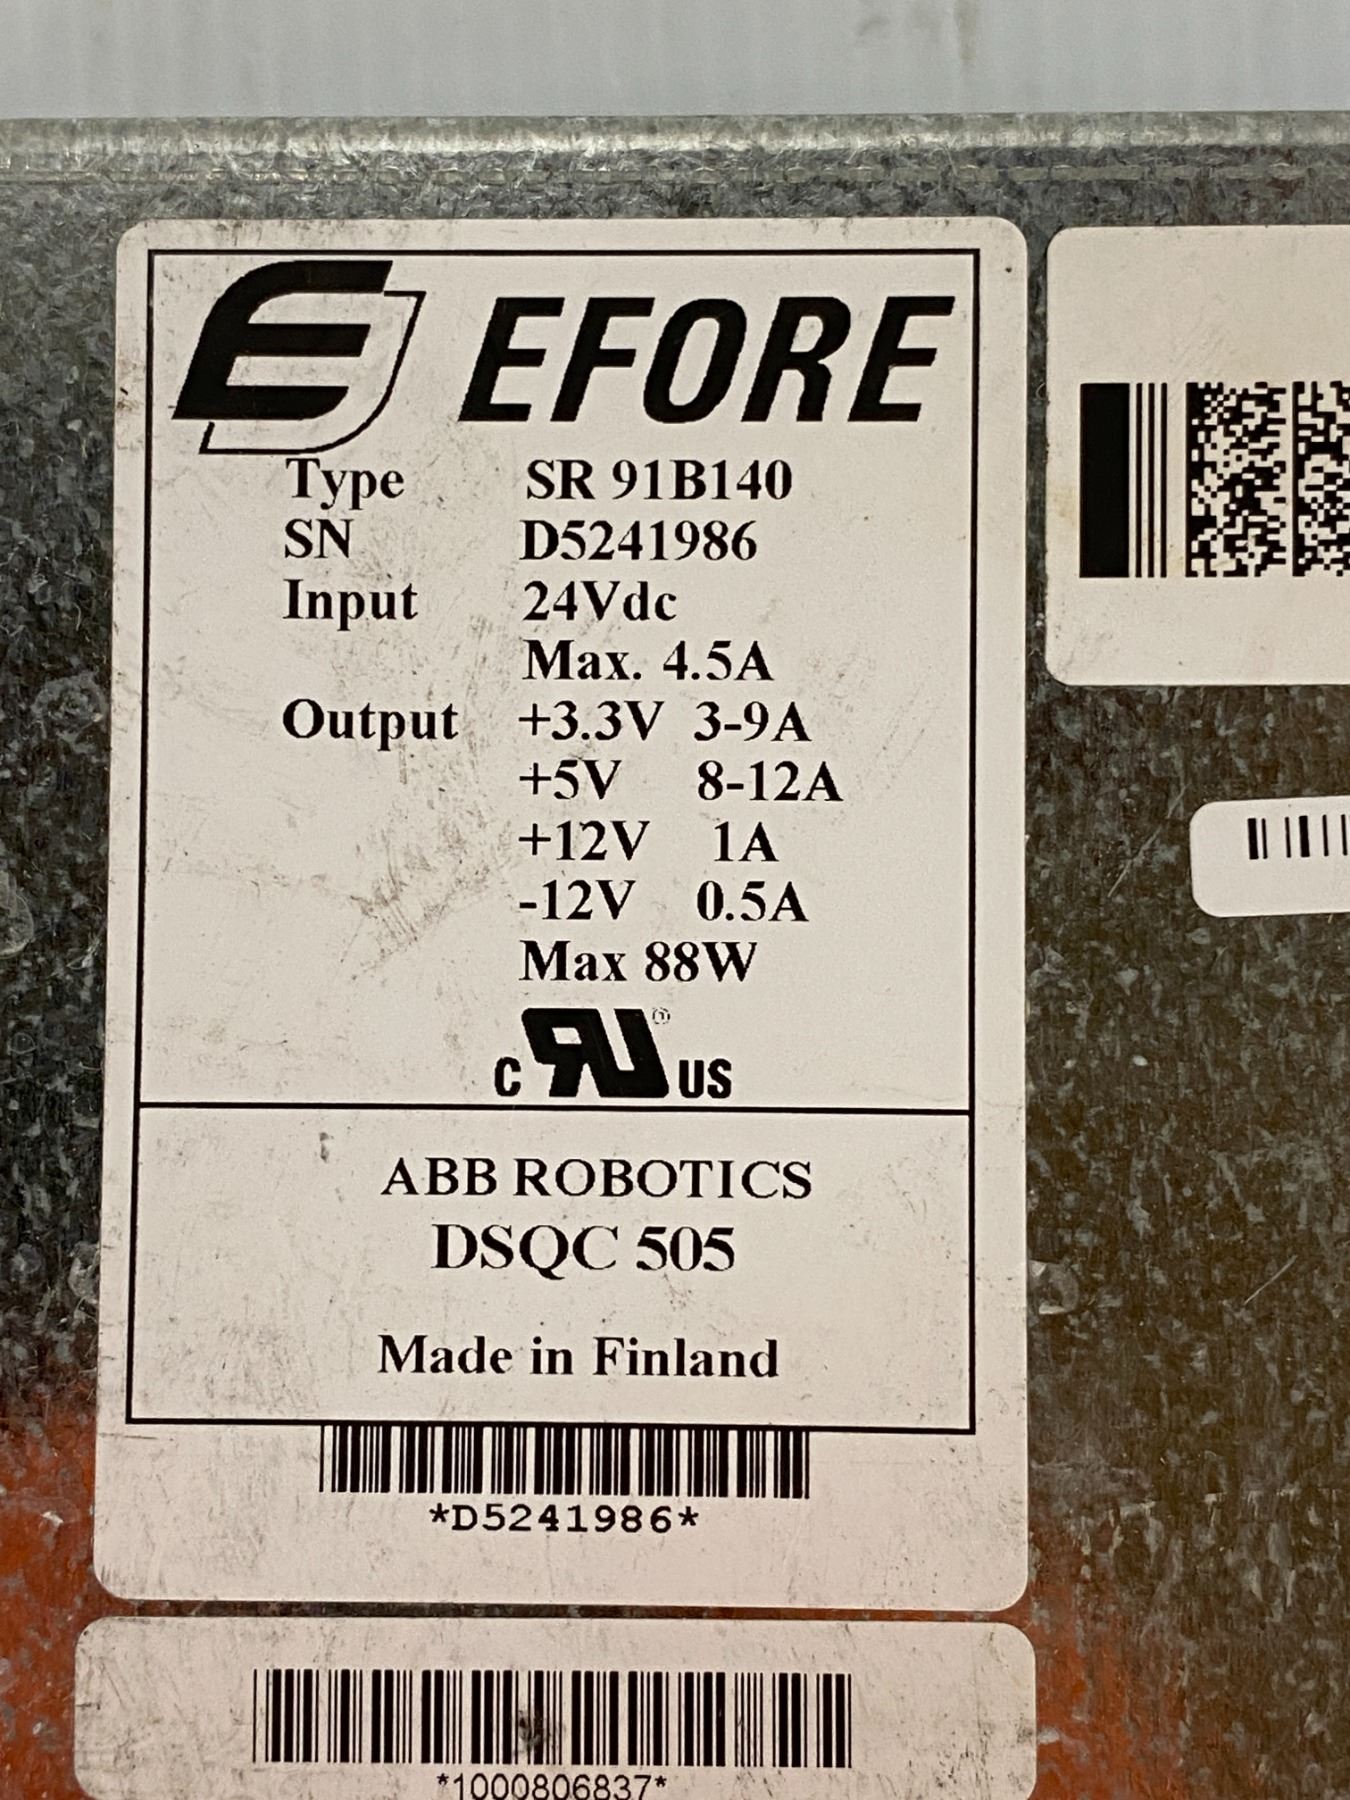 EFORE
Type SR 91B140
SN D5241986
Input 24Vdc
Max. 4.5A
Output +3.3V 3-9A
+5V 8-12A
+12V 1A
-12V 0.5A
Max 88W
c RU ® US
ABB ROBOTICS
DSQC 505
Made in Finland
*D5241986*
*1000806837*